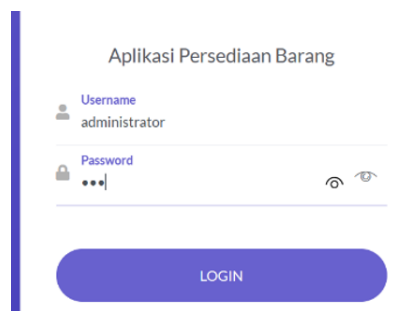 Aplikasi Persediaan Barang
Username
administrator
Password
•••
LOGIN